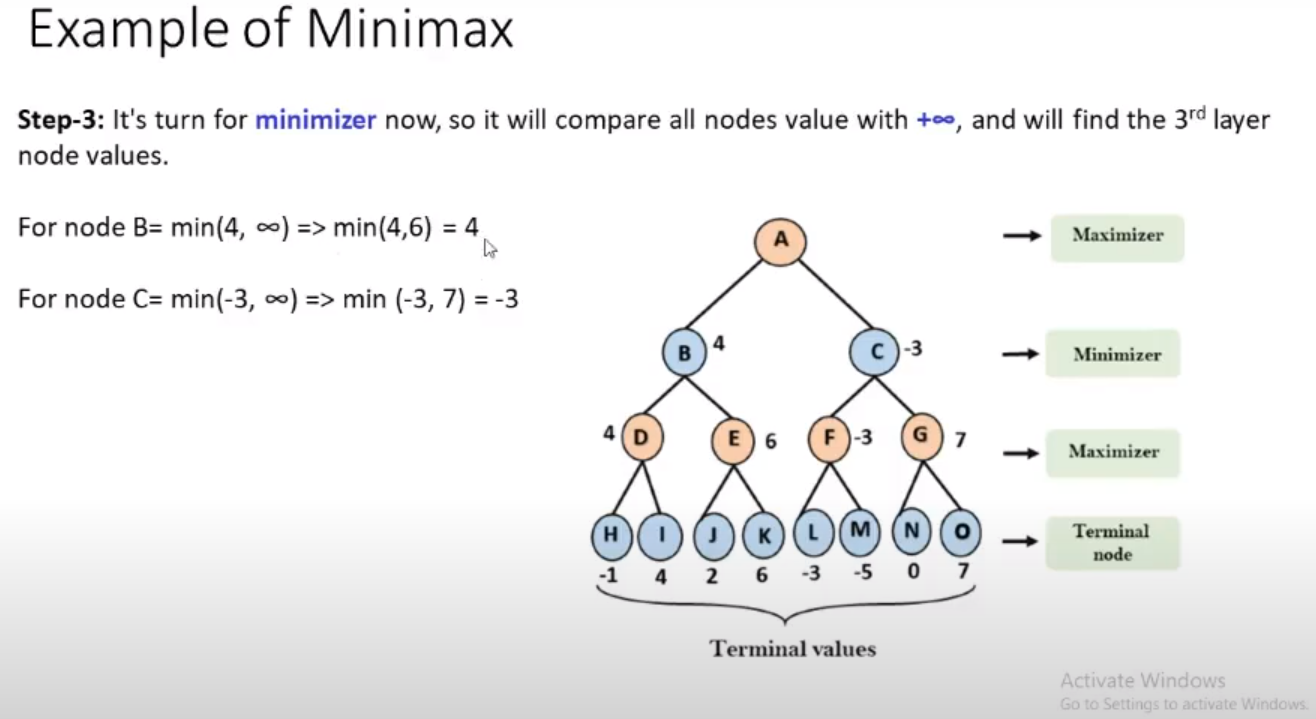 Example of Minimax
Step-3: It's turn for minimizer now, so it will compare all nodes value with +∞, and will find the 3rd layer
node values.
For node B= min(4, ∞) => min(4,6) = 4
For node C= min(-3, ∞) => min (-3, 7) = -3
A
Maximizer
B 4
C -3
Minimizer
4 D
E 6
F -3
G 7
Maximizer
H I J K L M N O
Terminal
node
-1 4 2 6 -3 -5 0 7
Terminal values
Activate Windows
Go to Settings to activate Windows.